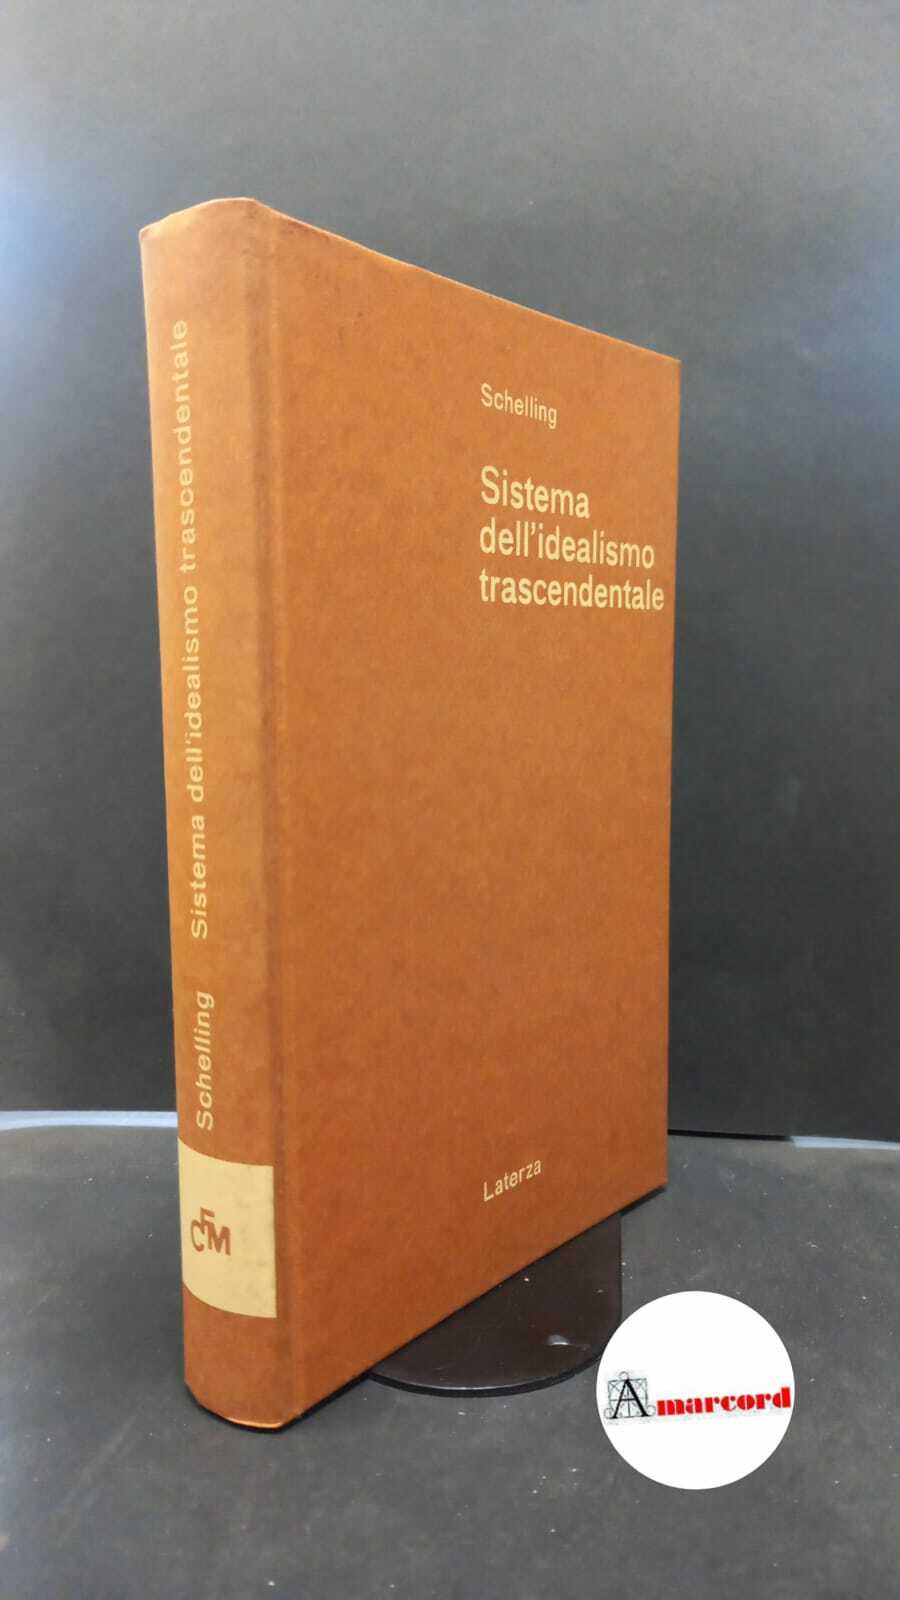 Schelling
Sistema
dell'idealismo
trascendentale
Laterza
Schelling Sistema dell'idealismo trascendentale
CFM
Amarcord